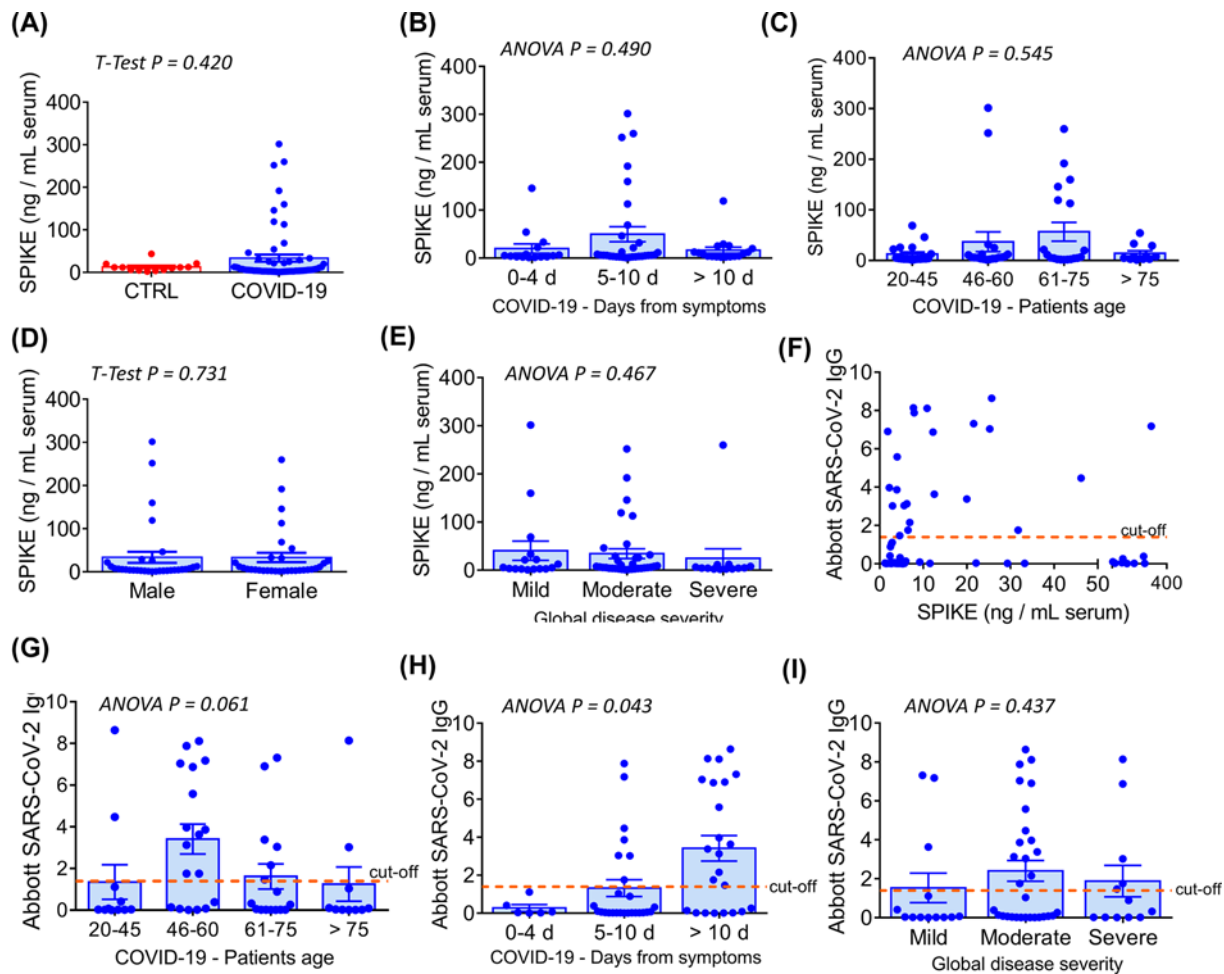 (A)
T-Test P = 0.420
SPIKE (ng / mL serum)
400
300
200
100
0
CTRL COVID-19
(B)
ANOVA P = 0.490
SPIKE (ng / mL serum)
400
300
200
100
0
0-4 d 5-10 d > 10 d
COVID-19 - Days from symptoms
(C)
ANOVA P = 0.545
SPIKE (ng / mL serum)
400
300
200
100
0
20-45 46-60 61-75 > 75
COVID-19 - Patients age
(D)
T-Test P = 0.731
SPIKE (ng / mL serum)
400
300
200
100
0
Male Female
(E)
ANOVA P = 0.467
SPIKE (ng / mL serum)
400
300
200
100
0
Mild Moderate Severe
Global disease severity
(F)
Abbott SARS-CoV-2 IgG
10
8
6
4
2
0
cut-off
0 10 20 30 40 50 400
SPIKE (ng / mL serum)
(G)
ANOVA P = 0.061
Abbott SARS-CoV-2 IgG
10
8
6
4
2
0
cut-off
20-45 46-60 61-75 > 75
COVID-19 - Patients age
(H)
ANOVA P = 0.043
Abbott SARS-CoV-2 IgG
10
8
6
4
2
0
cut-off
0-4 d 5-10 d > 10 d
COVID-19 - Days from symptoms
(I)
ANOVA P = 0.437
Abbott SARS-CoV-2 IgG
10
8
6
4
2
0
cut-off
Mild Moderate Severe
Global disease severity